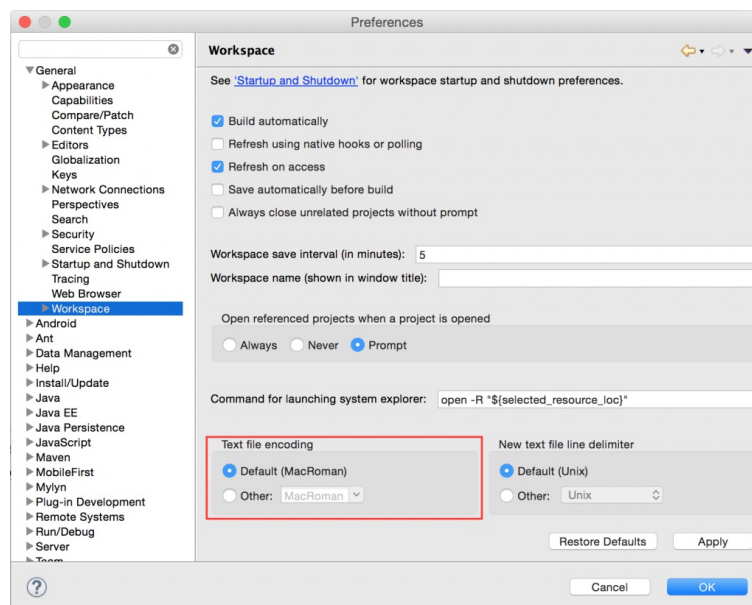 Preferences
Workspace
General
Appearance
Capabilities
Compare/Patch
Content Types
Editors
Globalization
Keys
Network Connections
Perspectives
Search
Security
Service Policies
Startup and Shutdown
Tracing
Web Browser
Workspace
Android
Ant
Data Management
Help
Install/Update
Java
Java EE
Java Persistence
JavaScript
Maven
MobileFirst
Mylyn
Plug-in Development
Remote Systems
Run/Debug
Server
Team
See 'Startup and Shutdown' for workspace startup and shutdown preferences.
Build automatically
Refresh using native hooks or polling
Refresh on access
Save automatically before build
Always close unrelated projects without prompt
Workspace save interval (in minutes): 5
Workspace name (shown in window title):
Open referenced projects when a project is opened
Always Never Prompt
Command for launching system explorer: open -R "${selected_resource_loc}"
Text file encoding
Default (MacRoman)
Other: MacRoman
New text file line delimiter
Default (Unix)
Other: Unix
Restore Defaults Apply
? Cancel OK